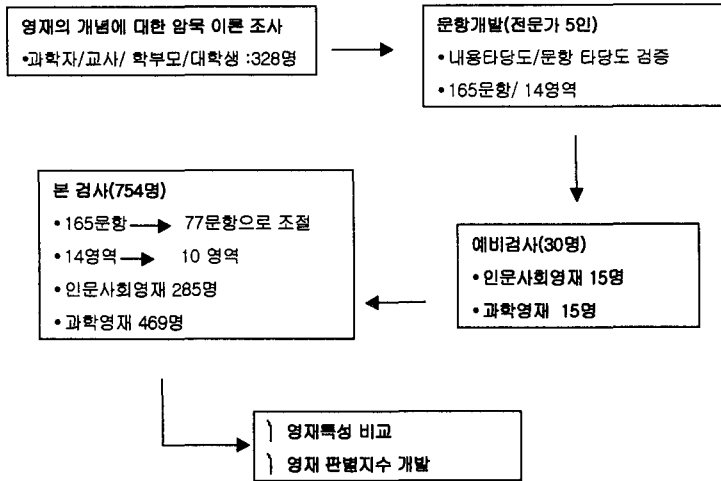 영재의 개념에 대한 암묵 이론 조사
•과학자/교사/ 학부모/대학생 :328명
문항개발(전문가 5인)
•내용타당도/문항 타당도 검증
•165문항/ 14영역
예비검사(30명)
•인문사회영재 15명
•과학영재 15명
본 검사(754명)
•165문항 → 77문항으로 조절
•14영역 → 10 영역
•인문사회영재 285명
•과학영재 469명
영재특성 비교
영재 판별지수 개발